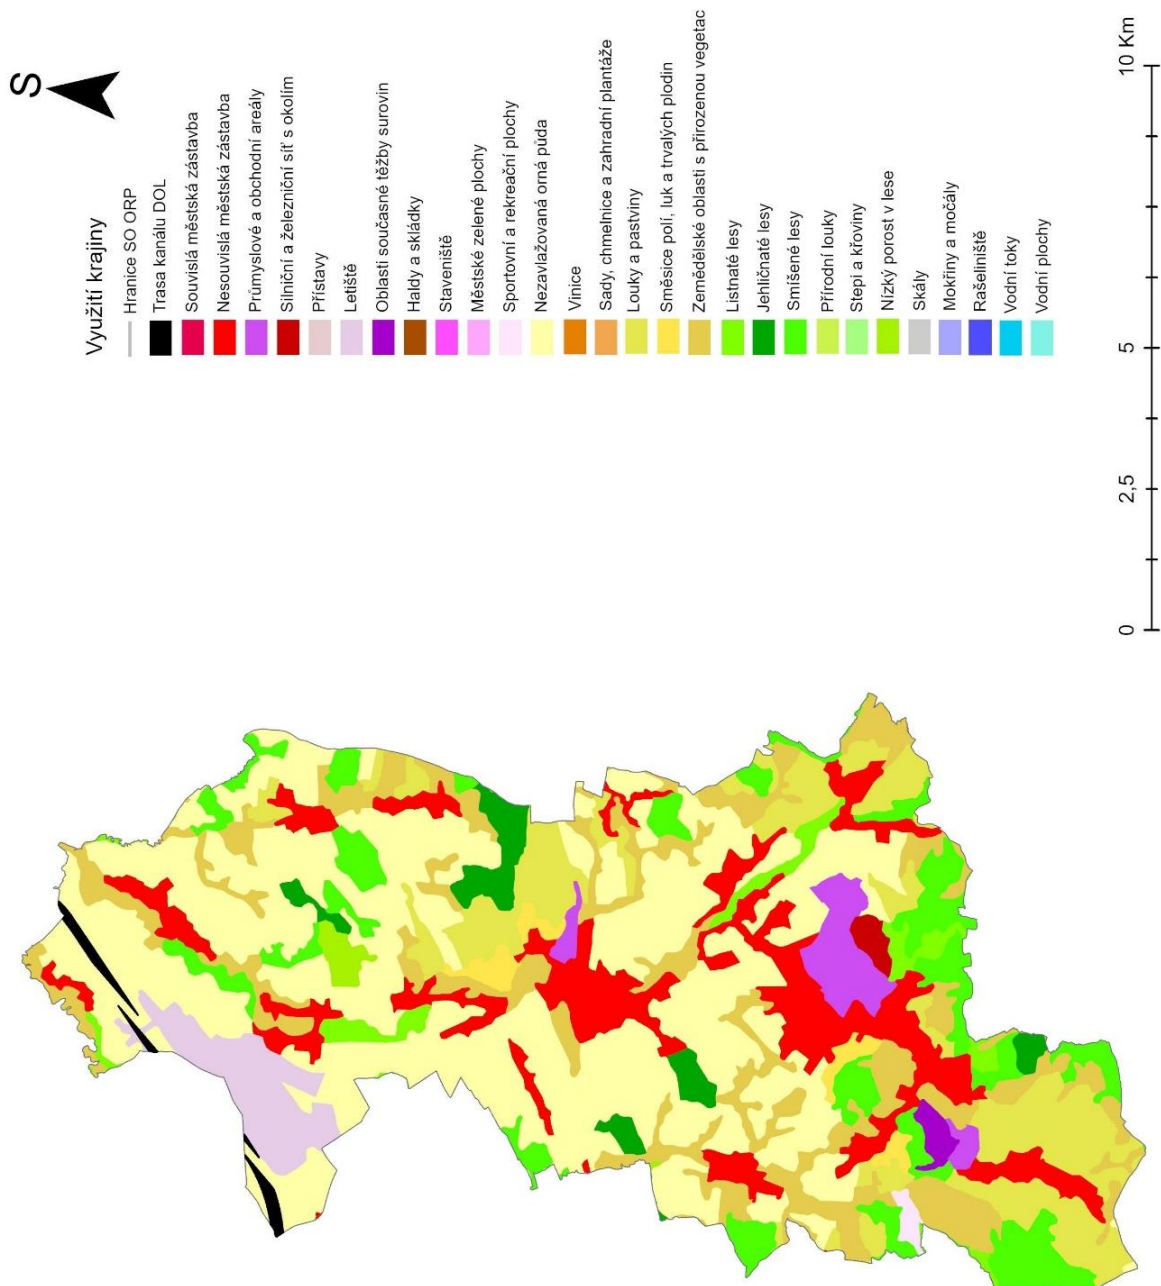 S
Využití krajiny
Hranice SO ORP
Trasa kanálu DOL
Souvislá městská zástavba
Nesouvislá městská zástavba
Průmyslové a obchodní areály
Silniční a železniční síť s okolím
Přístavy
Letiště
Oblasti současné těžby surovin
Haldy a skládky
Staveniště
Městské zelené plochy
Sportovní a rekreační plochy
Nezavlažovaná orná půda
Vinice
Sady, chmelnice a zahradní plantáže
Louky a pastviny
Směsice polí, luk a trvalých plodin
Zemědělské oblasti s přirozenou vegetac
Listnaté lesy
Jehličnaté lesy
Smíšené lesy
Přírodní louky
Stepi a křoviny
Nízký porost v lese
Skály
Mokřiny a močály
Rašeliniště
Vodní toky
Vodní plochy
0 2,5 5 10 Km